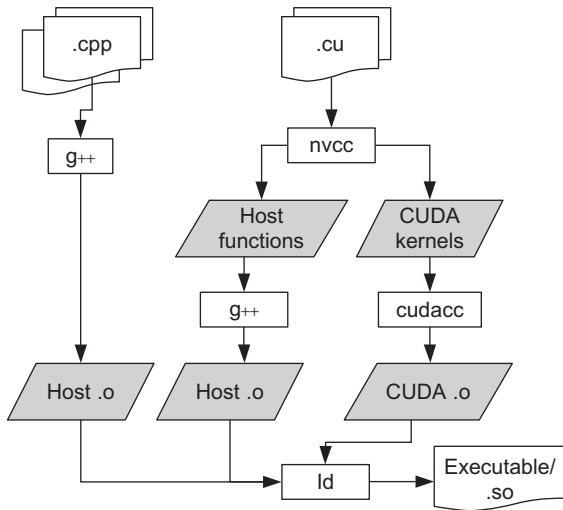 .cpp
.cu
nvcc
g++
Host
functions
CUDA
kernels
g++
cudacc
Host .o
Host .o
CUDA .o
ld
Executable/
.so